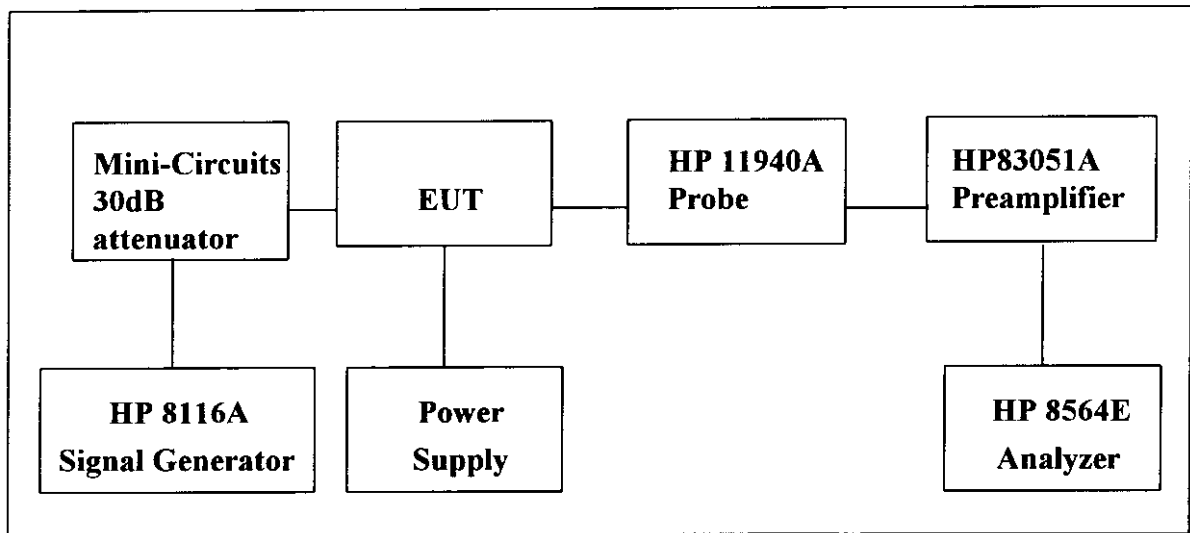 Mini-Circuits
30dB
attenuator
EUT
HP 11940A
Probe
HP83051A
Preamplifier
HP 8116A
Signal Generator
Power
Supply
HP 8564E
Analyzer